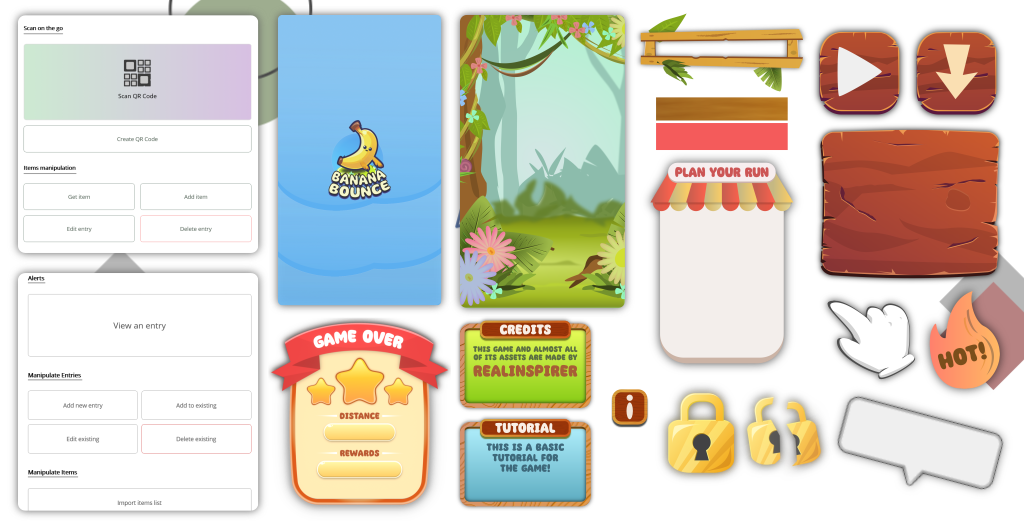 Scan on the go
Scan QR Code
Create QR Code
Items manipulation
Get item
Add item
Edit entry
Delete entry
Alerts
View an entry
Manipulate Entries
Add new entry
Add to existing
Edit existing
Delete existing
Manipulate Items
Import items list
BANANA
BOUNCE
GAME OVER
DISTANCE
REWARDS
CREDITS
THIS GAME AND ALMOST ALL
OF ITS ASSETS ARE MADE BY
REALINSPIRER
TUTORIAL
THIS IS A BASIC
TUTORIAL FOR
THE GAME!
i
PLAN YOUR RUN
HOT!